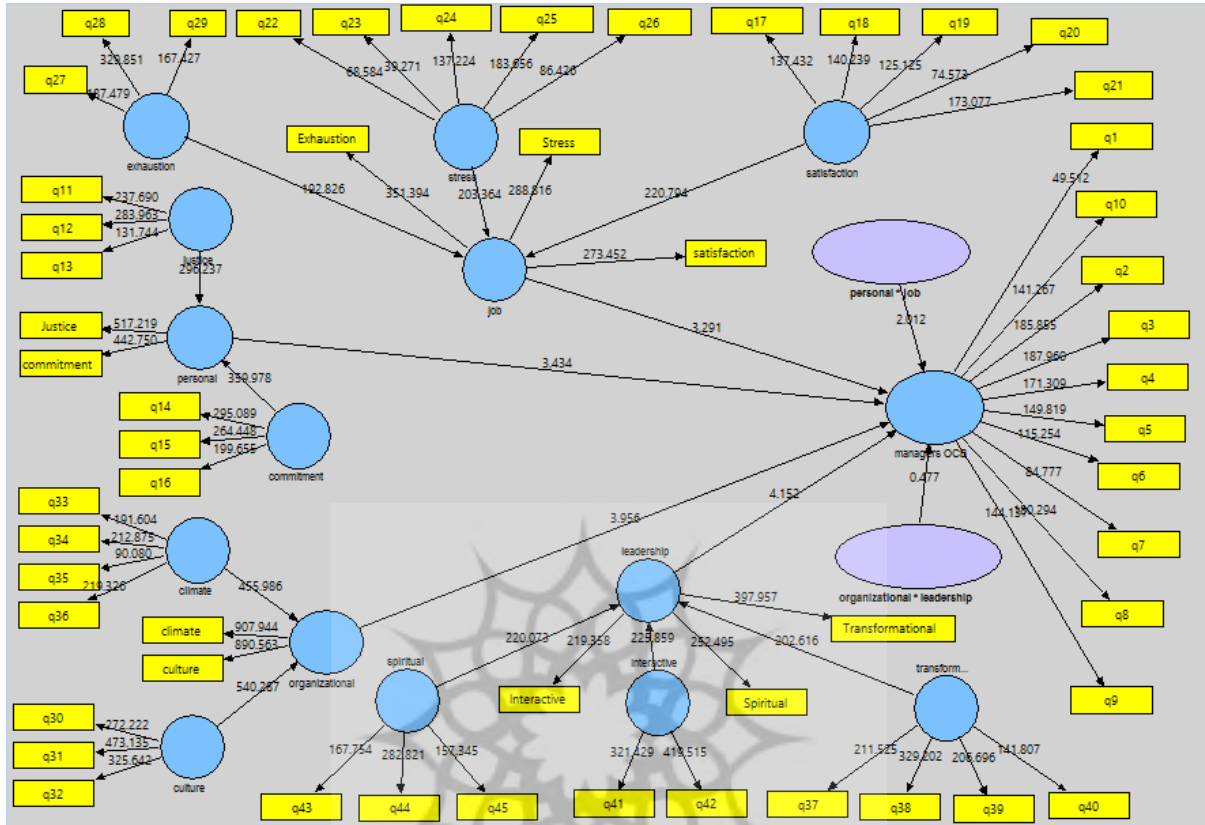 q28
q29
q22
q23
q24
q25
q26
q17
q18
q19
q20
329.851
167.427
68.584
39.271
137.224
183.656
86.426
137.432
140.239
125.125
74.573
q27
187.479
q21
173.077
exhaustion
Exhaustion
stress
Stress
satisfaction
q1
49.512
q11
237.690
192.826
351.394
203.364
288.816
220.794
q10
141.267
q12
283.963
q13
131.744
Justice
296.237
273.452
satisfaction
q2
185.855
job
personal * job
2.012
Justice
517.219
commitment
442.750
personal
3.291
3.434
q3
187.960
q4
171.309
359.978
q14
295.089
q15
264.448
q16
199.655
commitment
managers OCB
q5
149.819
115.254
q6
0.477
84.777
q7
144.137
q33
191.604
q34
212.875
q35
90.080
q36
219.326
climate
455.986
3.956
4.152
leadership
organizational * leadership
q8
climate
907.944
culture
890.563
organizational
540.287
spiritual
220.073
219.358
225.859
252.495
397.957
Transformational
202.616
interactive
transform...
Interactive
Spiritual
q9
q30
272.222
q31
473.135
q32
325.642
culture
167.754
282.821
157.345
321.429
419.515
211.525
329.202
206.696
141.807
q43
q44
q45
q41
q42
q37
q38
q39
q40